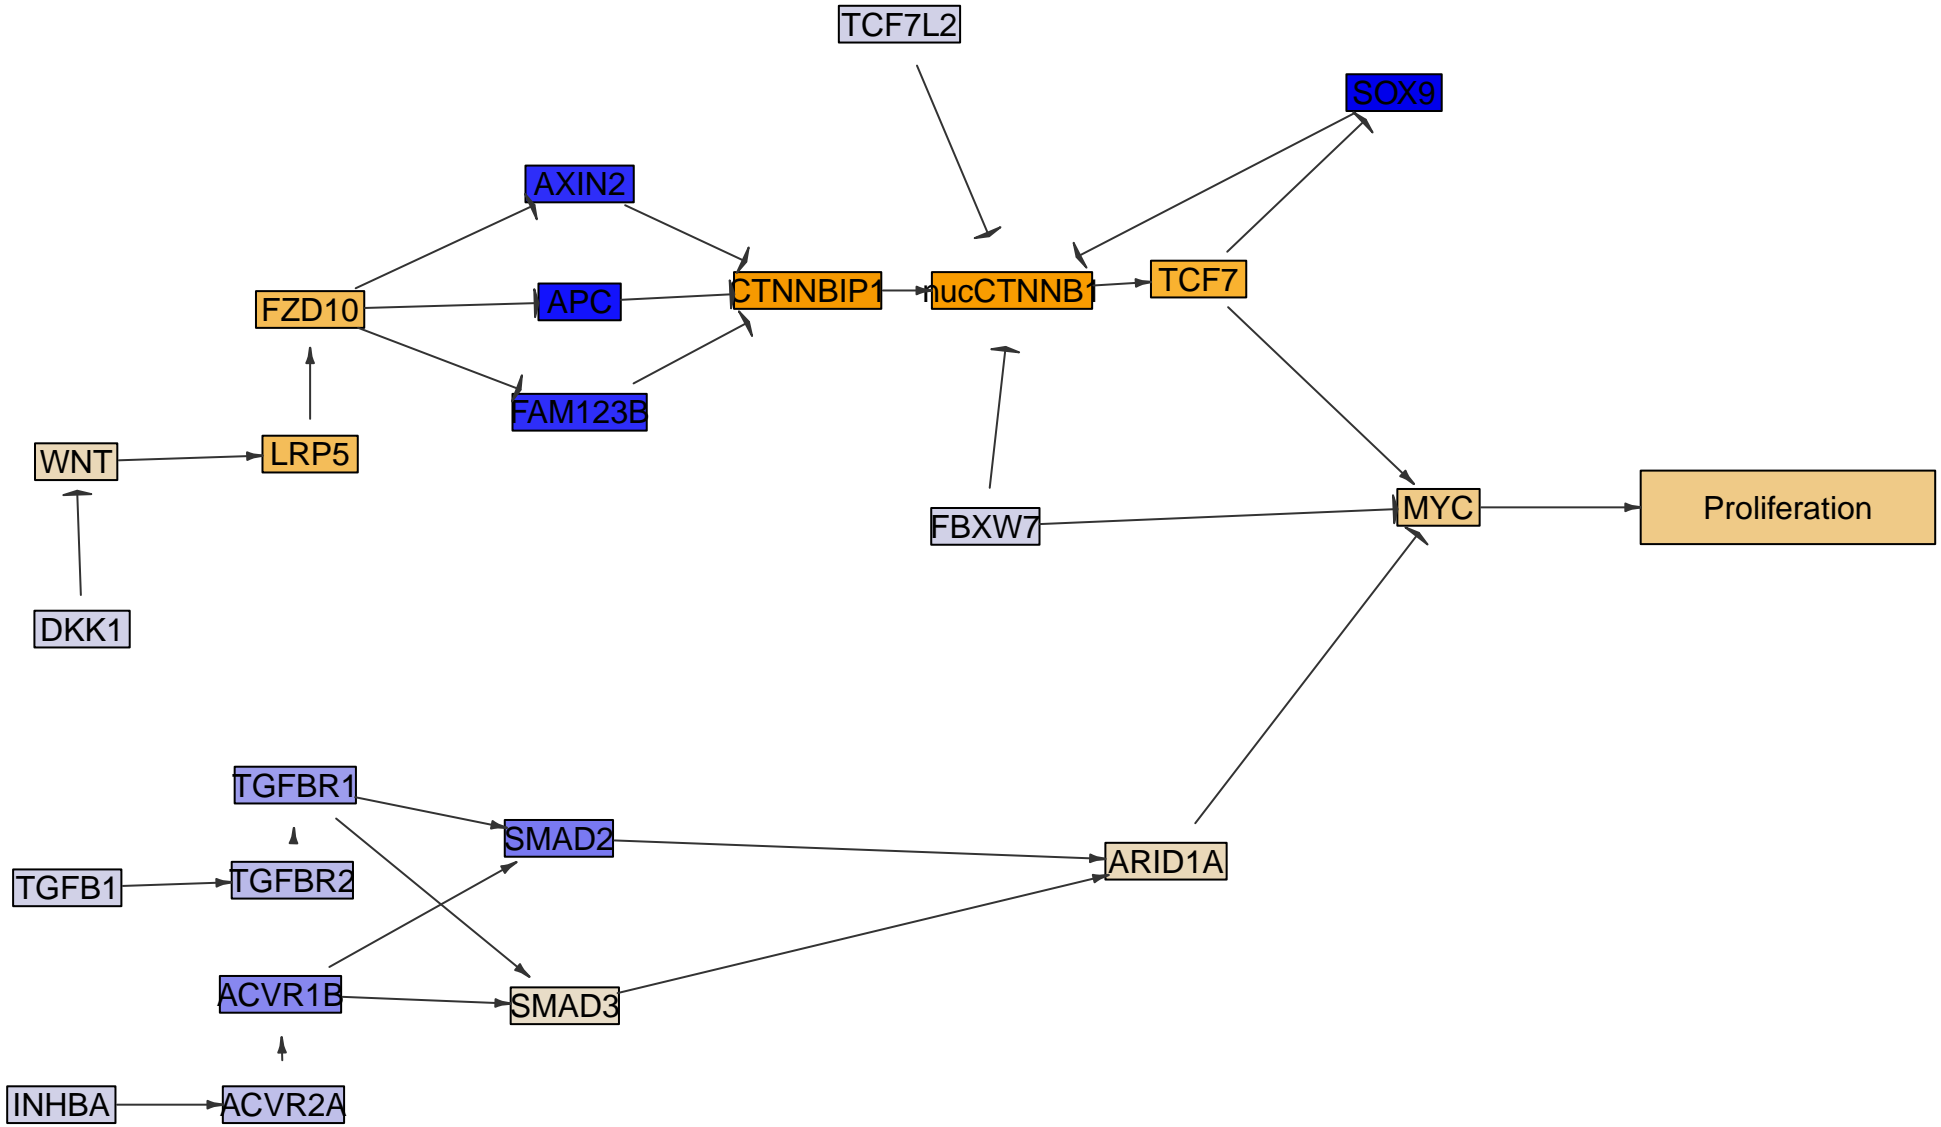 TCF7L2
SOX9
AXIN2
CTNNBIP1
nucCTNNB1
TCF7
APC
FZD10
FAM123B
WNT
LRP5
FBXW7
MYC
Proliferation
DKK1
TGFBR1
SMAD2
ARID1A
TGFB1
TGFBR2
ACVR1B
SMAD3
INHBA
ACVR2A